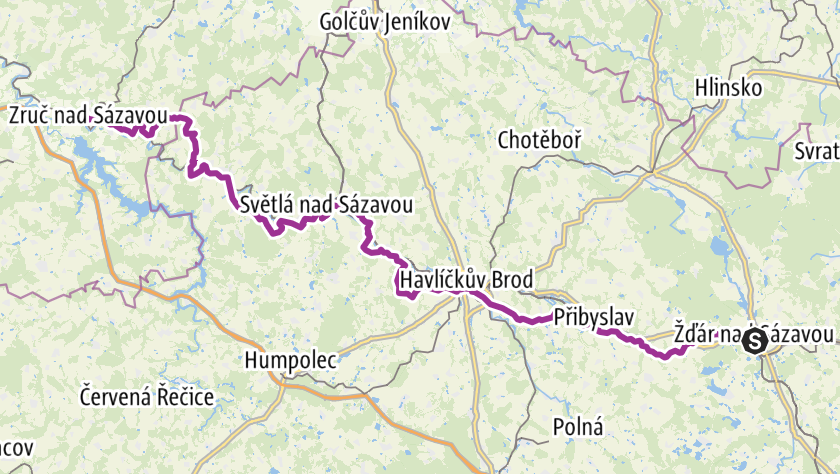 Golčův Jeníkov
Hlinsko
Zruč nad Sázavou
Chotěboř
Svrat
Světlá nad Sázavou
Havlíčkův Brod
Přibyslav
Žďár nad Sázavou
S
Humpolec
Červená Řečice
Polná
cov